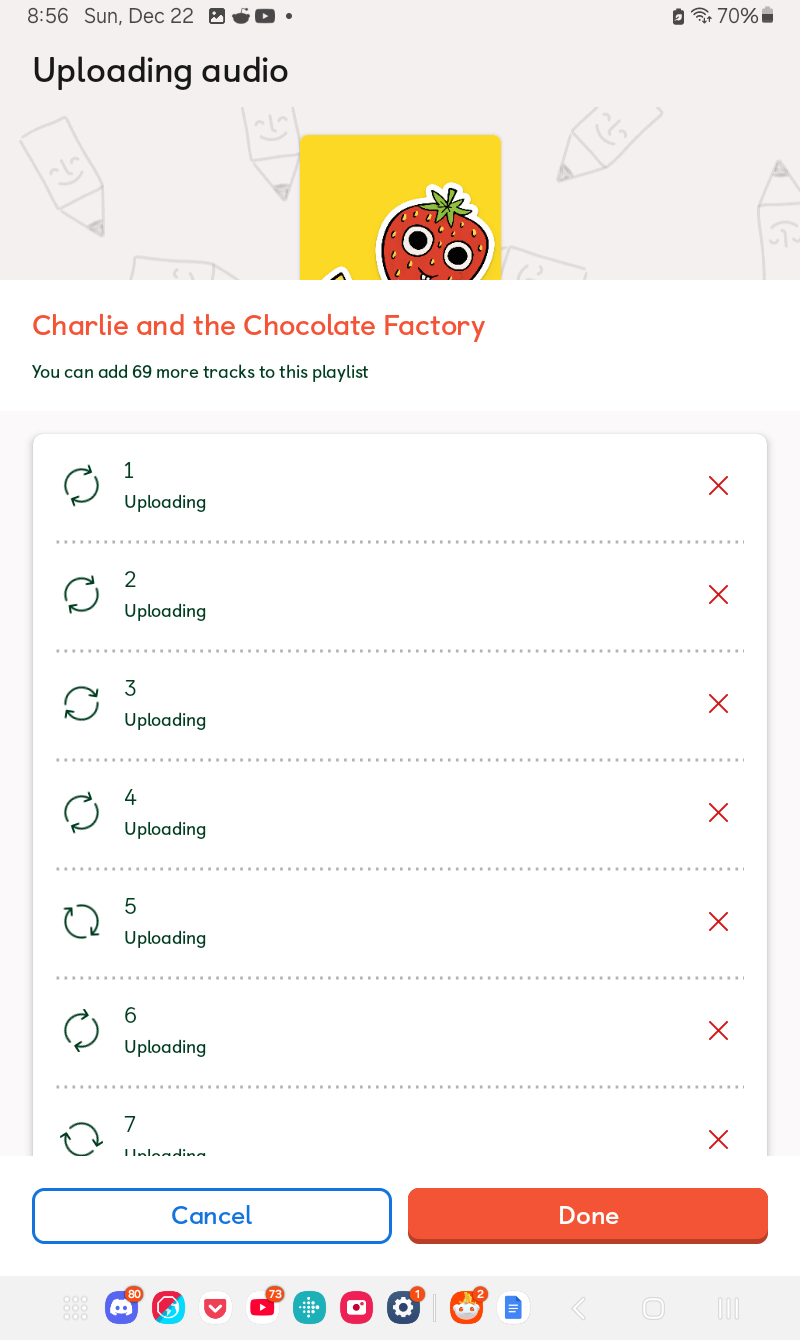 8:56 Sun, Dec 22
70%
Uploading audio
Charlie and the Chocolate Factory
You can add 69 more tracks to this playlist
1
Uploading
2
Uploading
3
Uploading
4
Uploading
5
Uploading
6
Uploading
7
Uploading
Cancel
Done
80
73
1
2